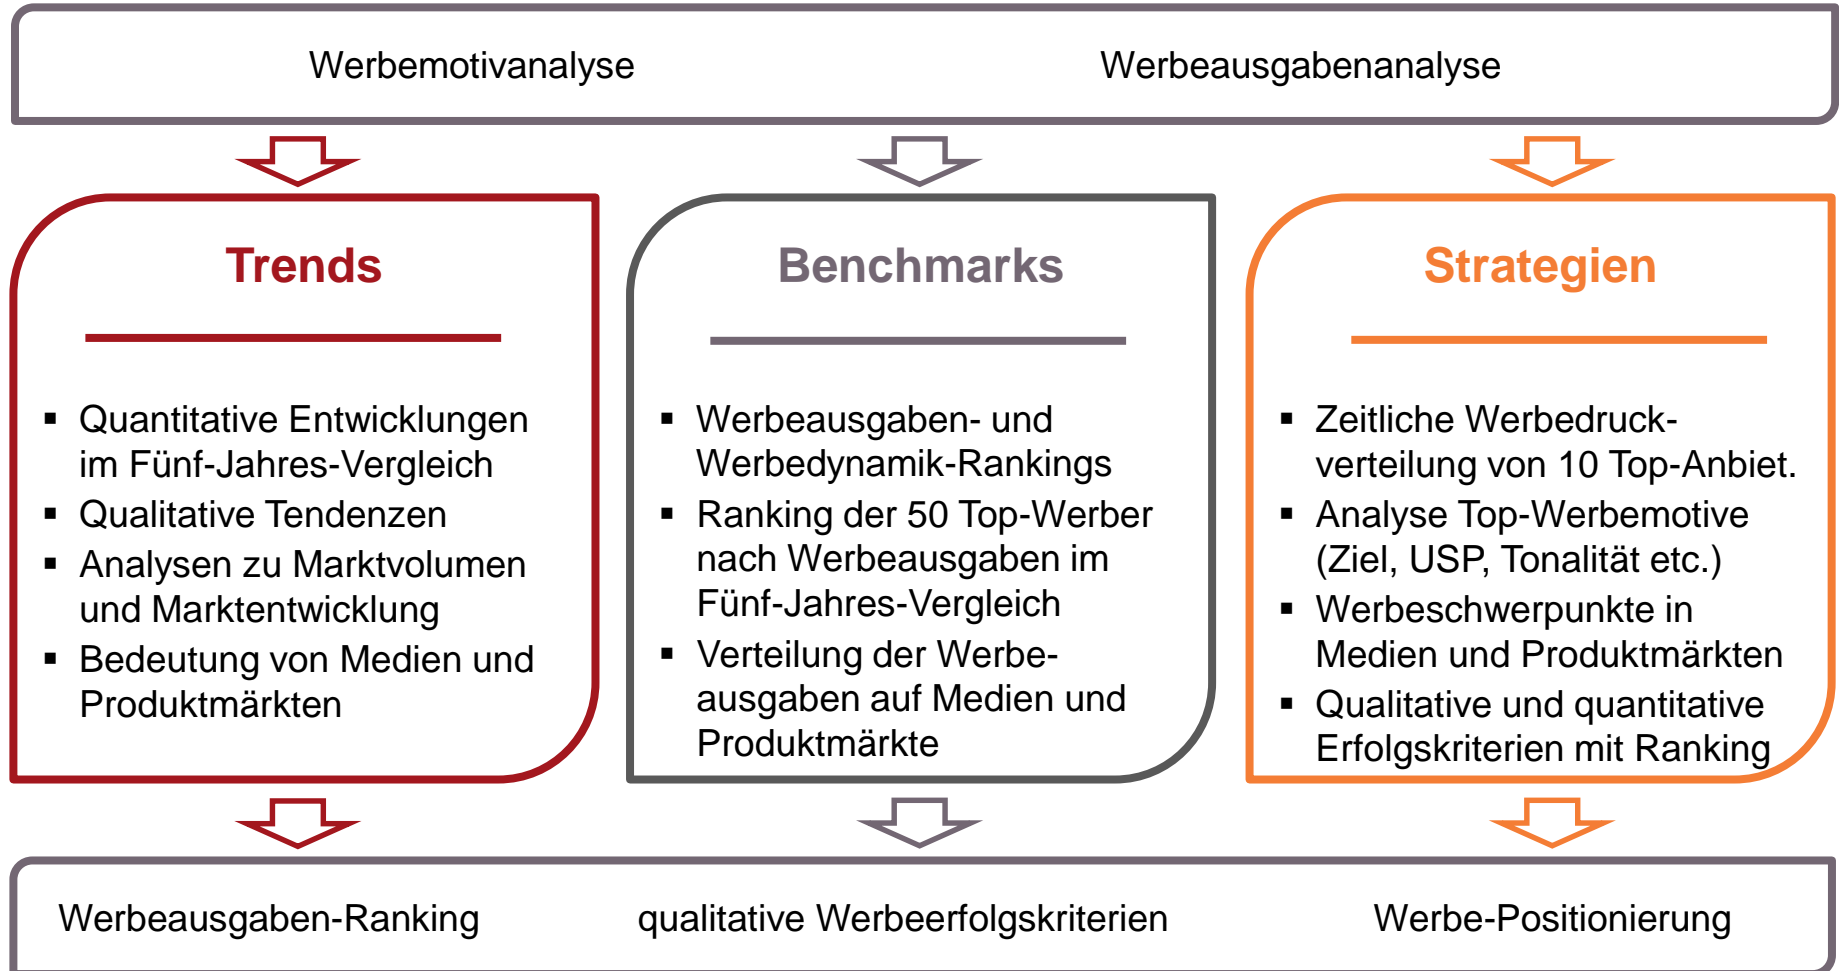 Werbemotivanalyse
Werbeausgabenanalyse
Trends
▪ Quantitative Entwicklungen
im Fünf-Jahres-Vergleich
▪ Qualitative Tendenzen
▪ Analysen zu Marktvolumen
und Marktentwicklung
▪ Bedeutung von Medien und
Produktmärkten
Benchmarks
▪ Werbeausgaben- und
Werbedynamik-Rankings
▪ Ranking der 50 Top-Werber
nach Werbeausgaben im
Fünf-Jahres-Vergleich
▪ Verteilung der Werbe-
ausgaben auf Medien und
Produktmärkte
Strategien
▪ Zeitliche Werbedruck-
verteilung von 10 Top-Anbiet.
▪ Analyse Top-Werbemotive
(Ziel, USP, Tonalität etc.)
▪ Werbeschwerpunkte in
Medien und Produktmärkten
▪ Qualitative und quantitative
Erfolgskriterien mit Ranking
Werbeausgaben-Ranking
qualitative Werbeerfolgskriterien
Werbe-Positionierung